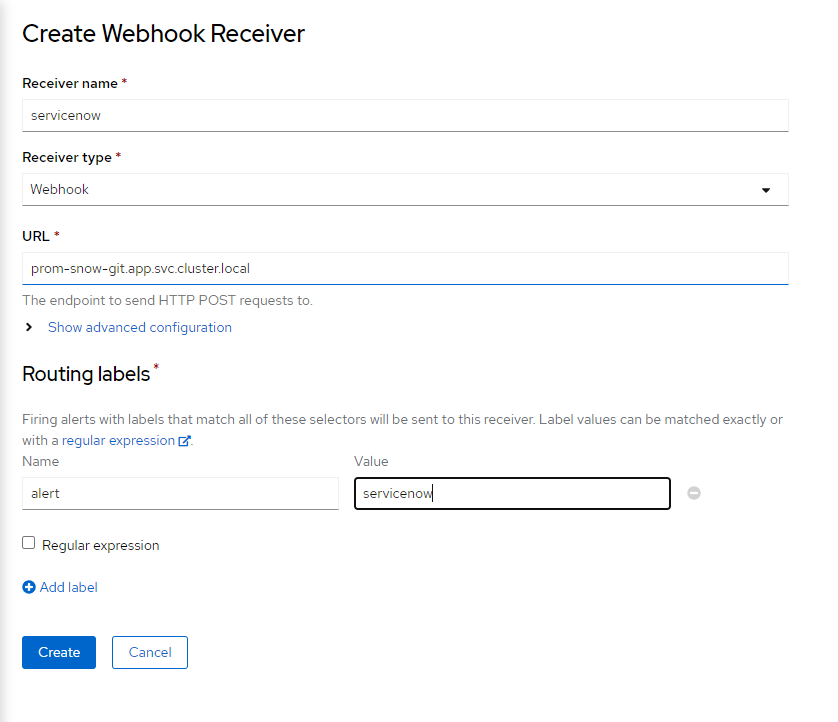 Create Webhook Receiver
Receiver name *
servicenow
Receiver type *
Webhook
URL *
prom-snow-git.app.svc.cluster.local
The endpoint to send HTTP POST requests to.
Show advanced configuration
Routing labels *
Firing alerts with labels that match all of these selectors will be sent to this receiver. Label values can be matched exactly or
with a regular expression.
Name Value
alert servicenow
Regular expression
Add label
Create Cancel